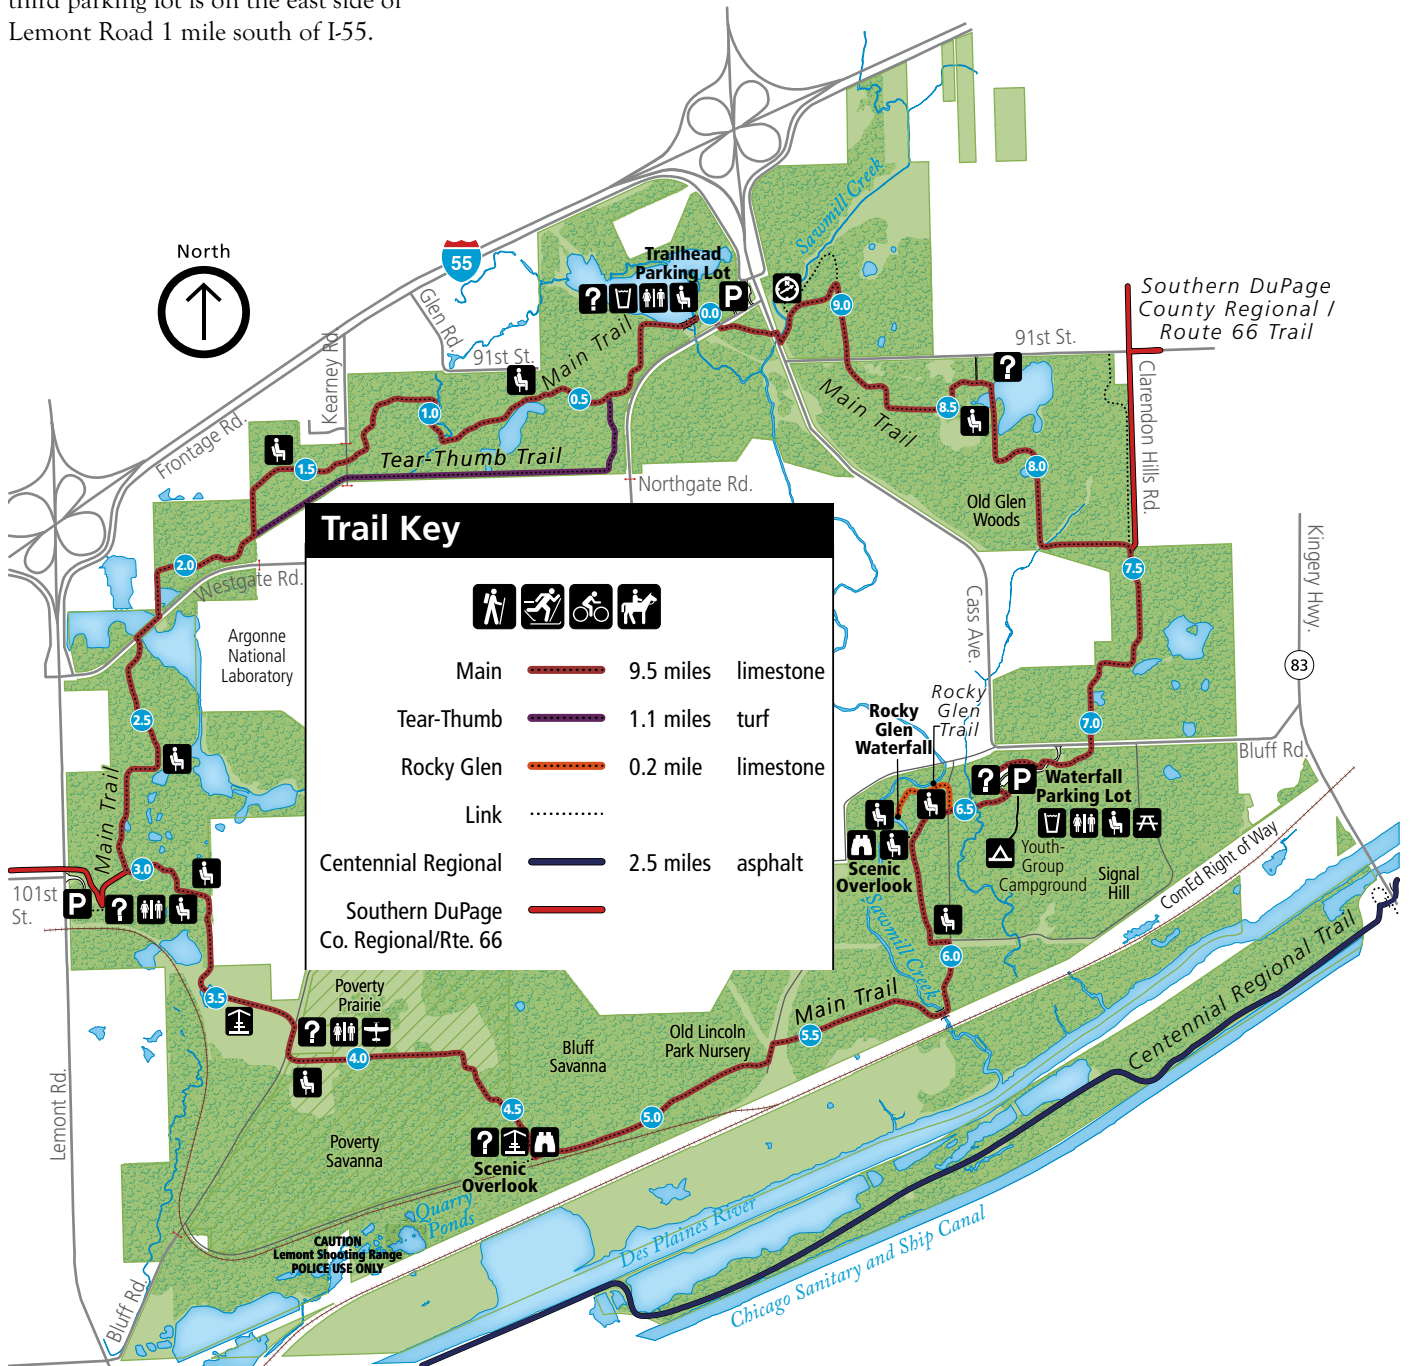 third parking lot is on the east side of
Lemont Road 1 mile south of I-55.
North
55
Sawmill Creek
Trailhead
Parking Lot
0.0
9.0
Southern DuPage
County Regional /
Route 66 Trail
Glen Rd.
Kearney Rd.
91st St.
Main Trail
0.5
1.0
91st St.
Clarendon Hills Rd.
Main Trail
8.5
Frontage Rd.
1.5
Tear-Thumb Trail
8.0
Northgate Rd.
Old Glen
Woods
Trail Key
Main 9.5 miles limestone
Tear-Thumb 1.1 miles turf
Rocky Glen 0.2 mile limestone
Link
Centennial Regional 2.5 miles asphalt
Southern DuPage
Co. Regional/Rte. 66
2.0
Westgate Rd.
7.5
Kingery Hwy.
Cass Ave.
Argonne
National
Laboratory
83
Rocky
Glen
Trail
Rocky
Glen
Waterfall
2.5
7.0
Bluff Rd.
Main Trail
Waterfall
Parking Lot
6.5
Youth-
Group
Campground
Signal
Hill
ComEd Right of Way
Scenic
Overlook
3.0
101st
St.
Sawmill Creek
6.0
Centennial Regional Trail
3.5
Poverty
Prairie
4.0
Main Trail
5.5
Old Lincoln
Park Nursery
Bluff
Savanna
Lemont Rd.
4.5
5.0
Poverty
Savanna
Scenic
Overlook
Quarry
Ponds
Des Plaines River
Chicago Sanitary and Ship Canal
CAUTION
Lemont Shooting Range
POLICE USE ONLY
Bluff Rd.
P
?
P
?
?
P
?
?
?